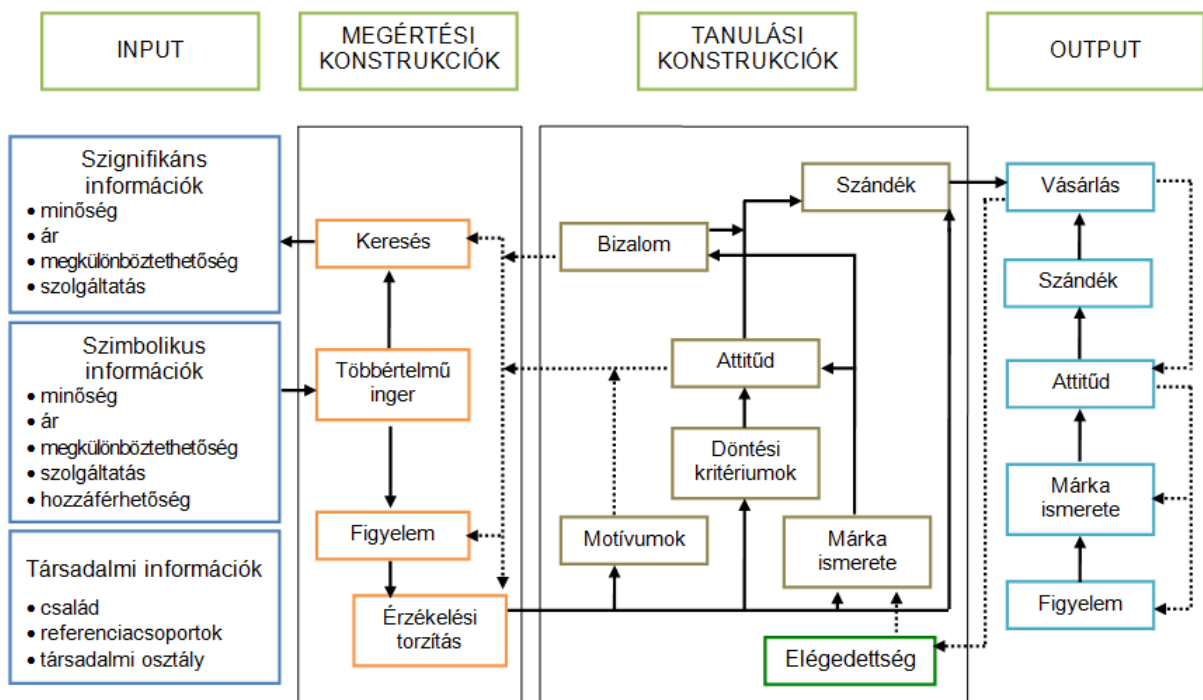 INPUT
MEGÉRTÉSI
KONSTRUKCIÓK
TANULÁSI
KONSTRUKCIÓK
OUTPUT
Szignifikáns
információk
• minőség
• ár
• megkülönböztethetőség
• szolgáltatás
Szimbolikus
információk
• minőség
• ár
• megkülönböztethetőség
• szolgáltatás
• hozzáférhetőség
Társadalmi információk
• család
• referenciacsoportok
• társadalmi osztály
Keresés
Többértelmű
inger
Figyelem
Érzékelési
torzítás
Szándék
Bizalom
Attitűd
Döntési
kritériumok
Motívumok
Márka
ismerete
Elégedettség
Vásárlás
Szándék
Attitűd
Márka
ismerete
Figyelem